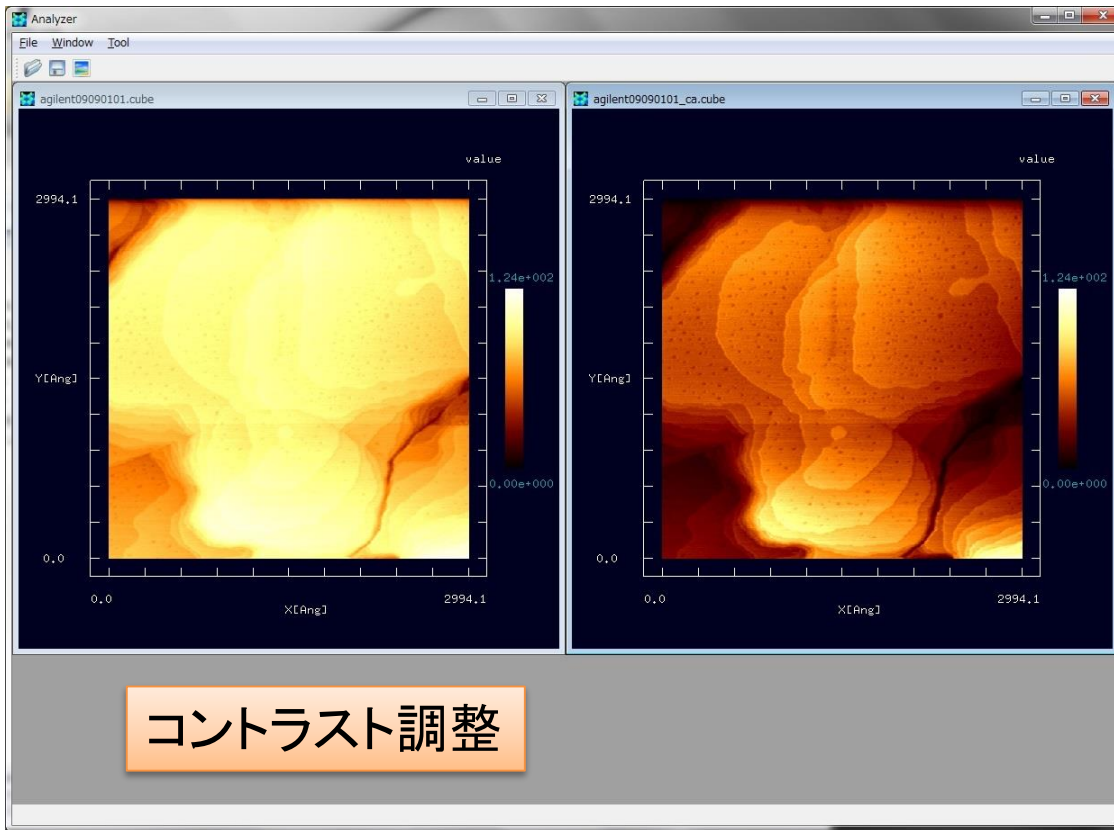 Analyzer
File Window Tool
agilent09090101.cube
value
2994.1
1.24e+002
Y[Ang]
0.00e+000
0.0
0.0
2994.1
X[Ang]
agilent09090101_ca.cube
value
2994.1
1.24e+002
Y[Ang]
0.00e+000
0.0
0.0
2994.1
X[Ang]
コントラスト調整